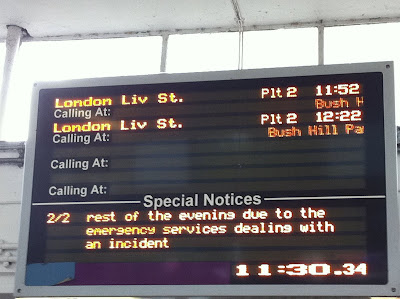 London Liv St. Plt 2 11:52
Calling At: Bush H
London Liv St. Plt 2 12:22
Calling At: Bush Hill Pa
Calling At:
Calling At:
Special Notices
2/2 rest of the evening due to the
emergency services dealing with
an incident
11:30.34